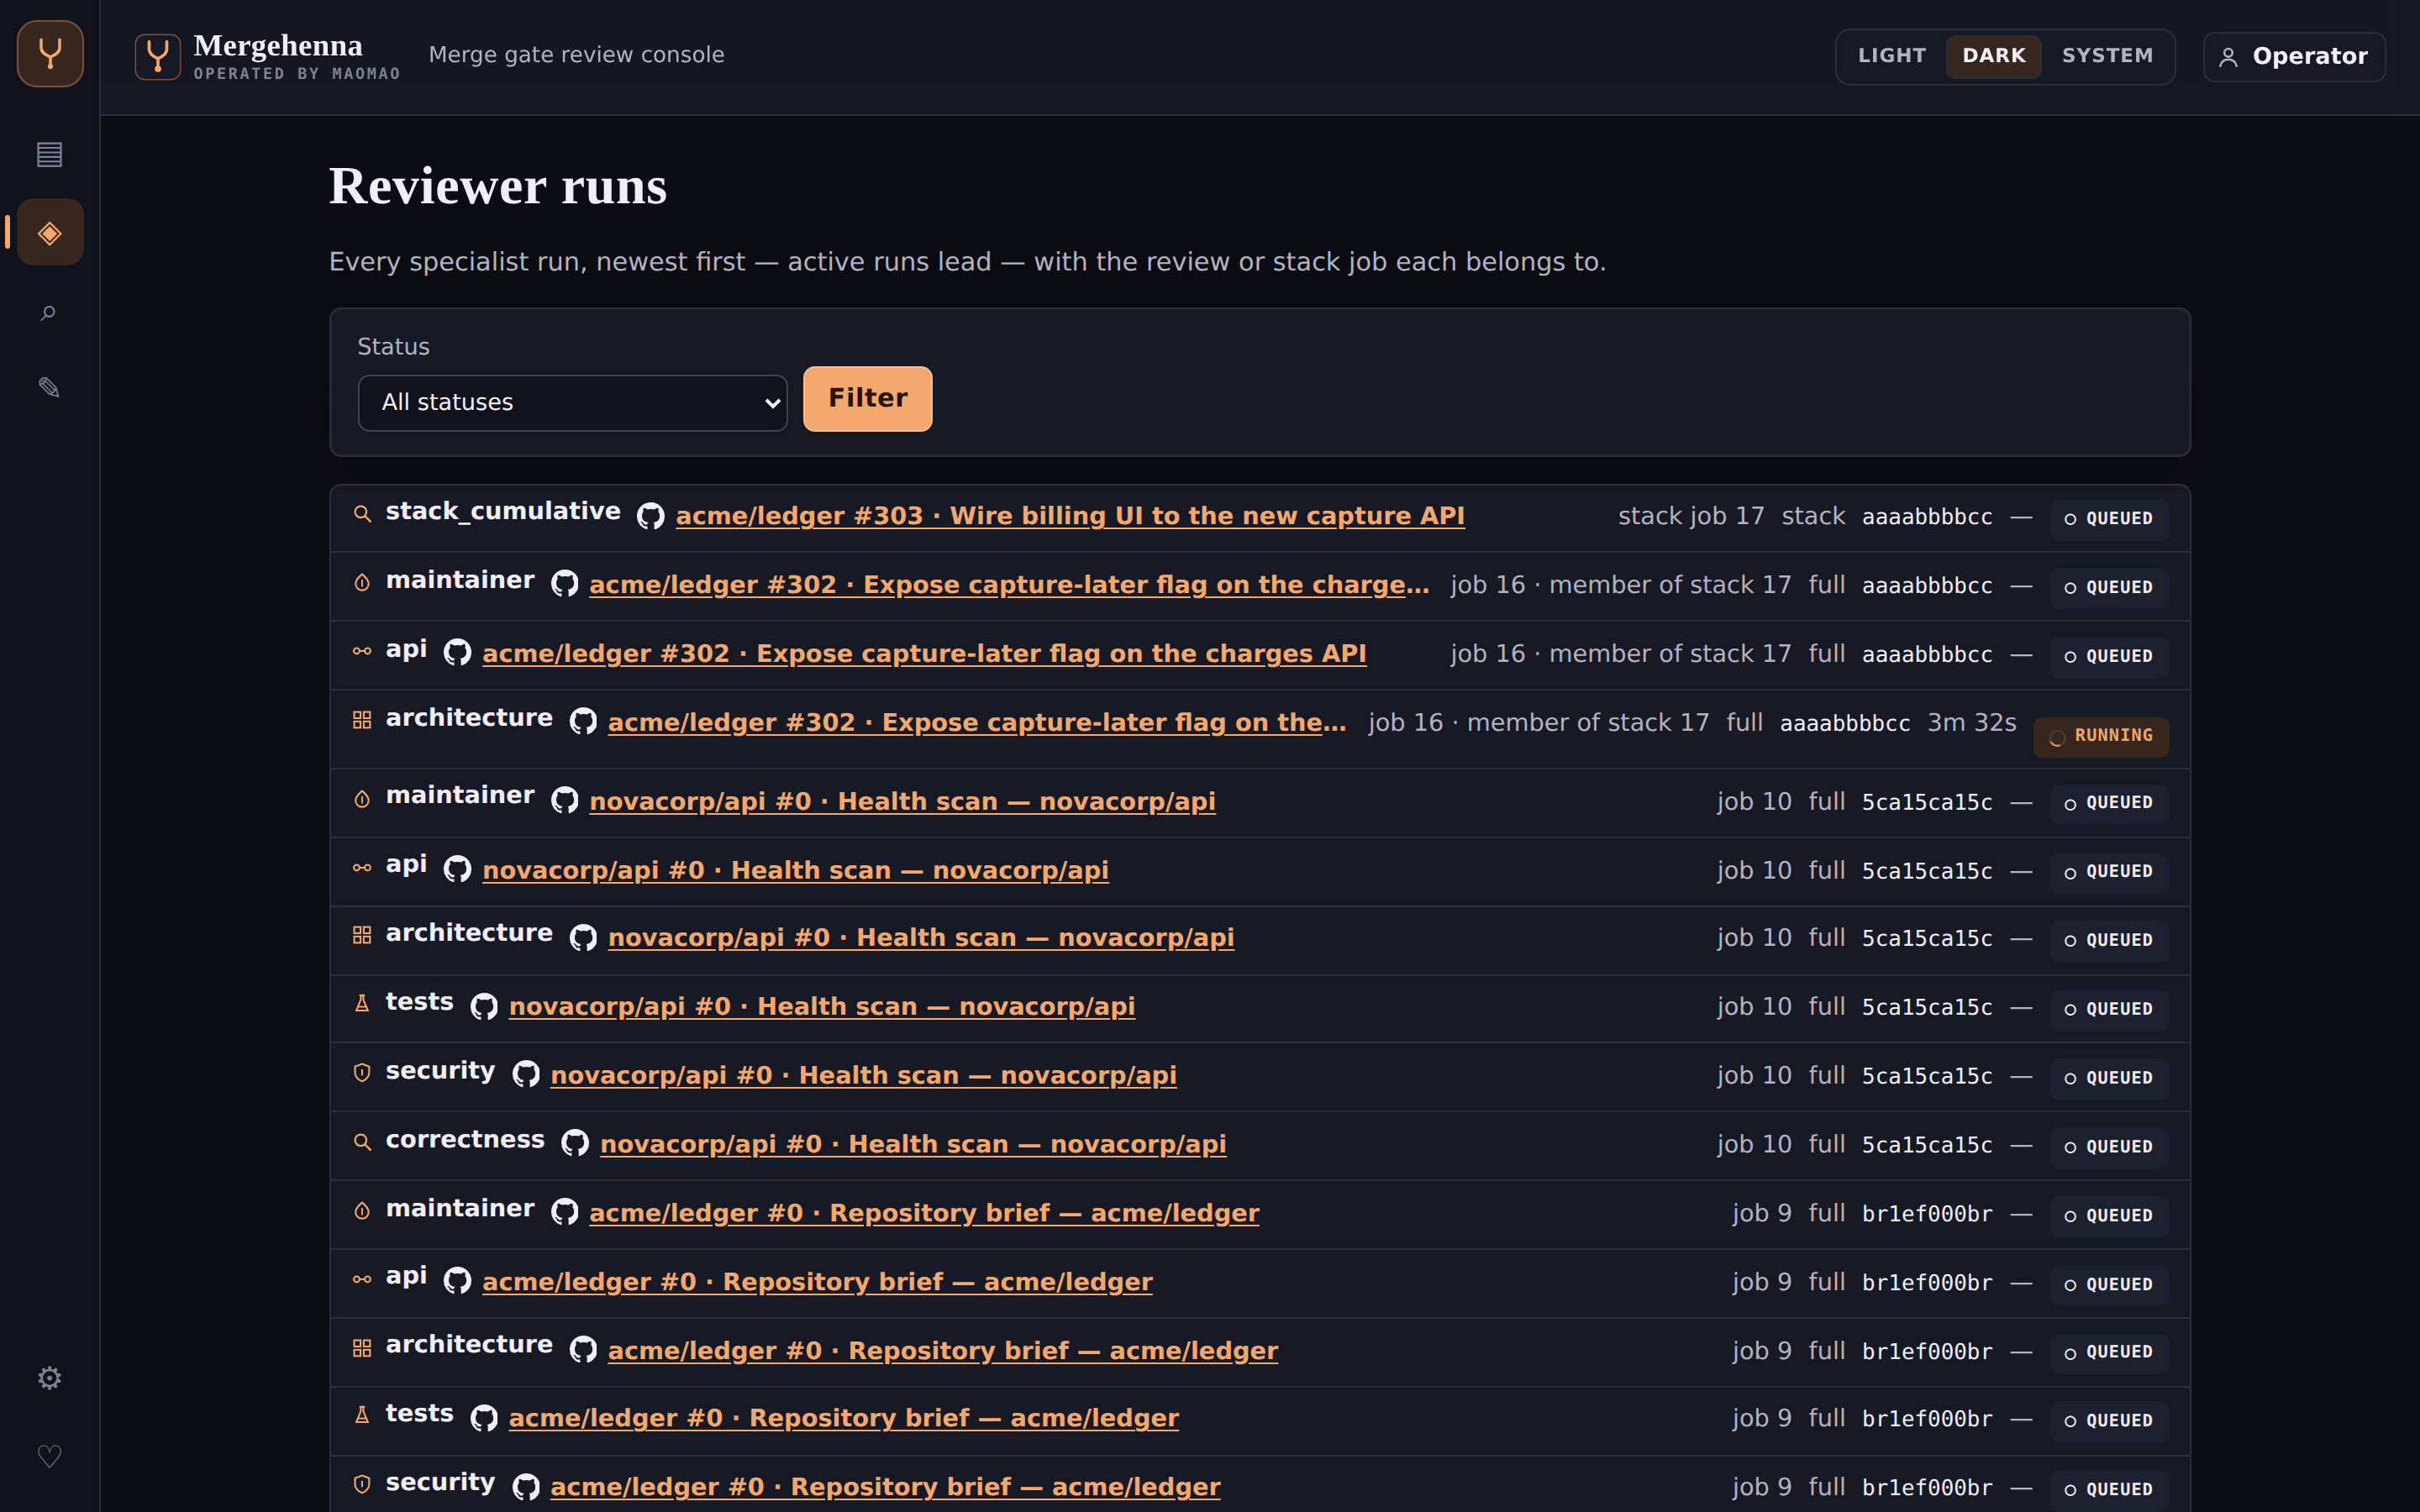 Mergehenna
OPERATED BY MAOMAO
Merge gate review console
LIGHT DARK SYSTEM
Operator
Reviewer runs
Every specialist run, newest first — active runs lead — with the review or stack job each belongs to.
Status
All statuses
Filter
stack_cumulative acme/ledger #303 · Wire billing UI to the new capture API stack job 17 stack aaaabbbbcc — QUEUED
maintainer acme/ledger #302 · Expose capture-later flag on the charge… job 16 · member of stack 17 full aaaabbbbcc — QUEUED
api acme/ledger #302 · Expose capture-later flag on the charges API job 16 · member of stack 17 full aaaabbbbcc — QUEUED
architecture acme/ledger #302 · Expose capture-later flag on the… job 16 · member of stack 17 full aaaabbbbcc 3m 32s RUNNING
maintainer novacorp/api #0 · Health scan — novacorp/api job 10 full 5ca15ca15c — QUEUED
api novacorp/api #0 · Health scan — novacorp/api job 10 full 5ca15ca15c — QUEUED
architecture novacorp/api #0 · Health scan — novacorp/api job 10 full 5ca15ca15c — QUEUED
tests novacorp/api #0 · Health scan — novacorp/api job 10 full 5ca15ca15c — QUEUED
security novacorp/api #0 · Health scan — novacorp/api job 10 full 5ca15ca15c — QUEUED
correctness novacorp/api #0 · Health scan — novacorp/api job 10 full 5ca15ca15c — QUEUED
maintainer acme/ledger #0 · Repository brief — acme/ledger job 9 full br1ef000br — QUEUED
api acme/ledger #0 · Repository brief — acme/ledger job 9 full br1ef000br — QUEUED
architecture acme/ledger #0 · Repository brief — acme/ledger job 9 full br1ef000br — QUEUED
tests acme/ledger #0 · Repository brief — acme/ledger job 9 full br1ef000br — QUEUED
security acme/ledger #0 · Repository brief — acme/ledger job 9 full br1ef000br — QUEUED